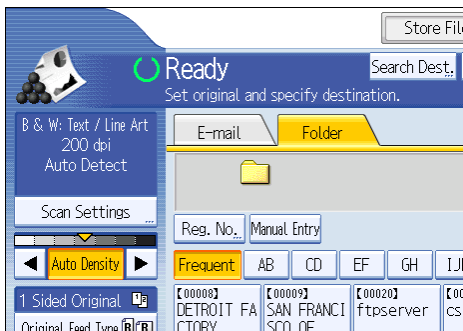 Store File
Ready
Search Dest.
Set original and specify destination.
B & W: Text / Line Art
200 dpi
Auto Detect
E-mail
Folder
Scan Settings
Reg. No.
Manual Entry
Auto Density
Frequent
AB
CD
EF
GH
1 Sided Original
[00008]
[00009]
[00020]
DETROIT FA
SAN FRANCI
ftpserver
Original Feed Type
CTORY
SCO OF